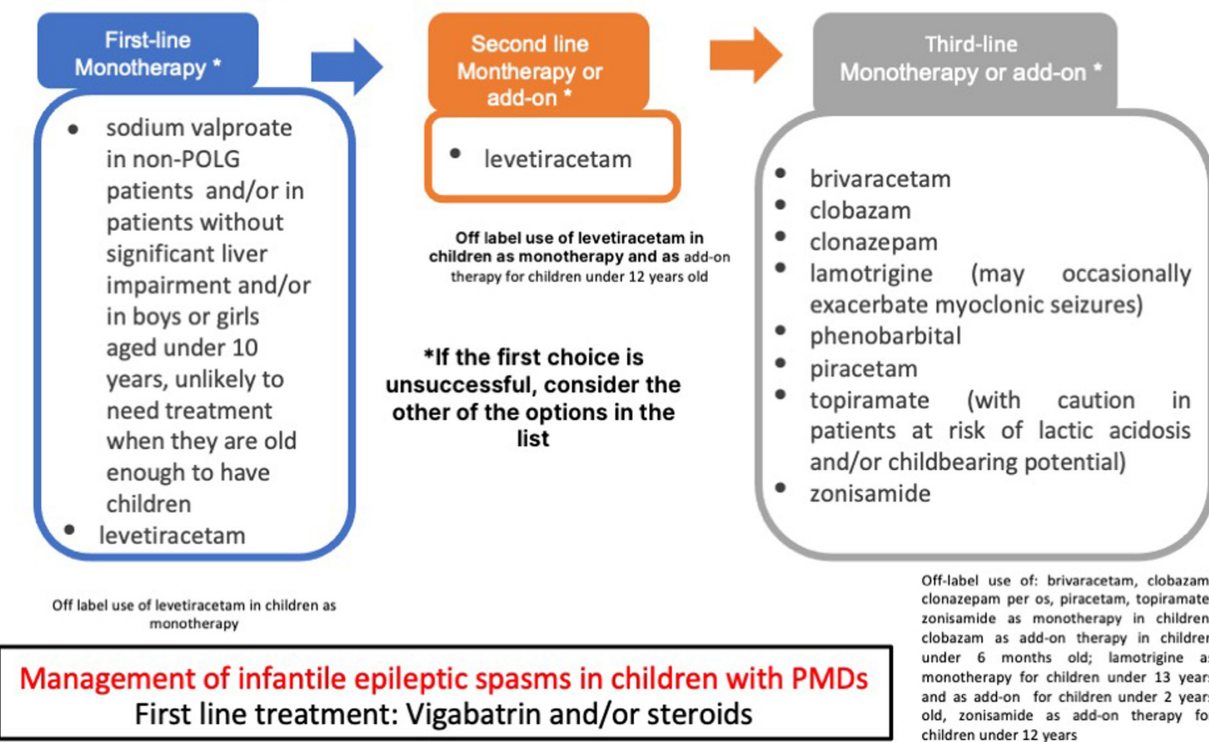 First-line
Monotherapy *
• sodium valproate
in non-POLG
patients and/or in
patients without
significant liver
impairment and/or
in boys or girls
aged under 10
years, unlikely to
need treatment
when they are old
enough to have
children
• levetiracetam
Off label use of levetiracetam in children as
monotherapy
Second line
Montherapy or
add-on *
• levetiracetam
Off label use of levetiracetam in
children as monotherapy and as add-on
therapy for children under 12 years old
*If the first choice is
unsuccessful, consider the
other of the options in the
list
Third-line
Monotherapy or add-on *
• brivaracetam
• clobazam
• clonazepam
• lamotrigine (may occasionally
exacerbate myoclonic seizures)
• phenobarbital
• piracetam
• topiramate (with caution in
patients at risk of lactic acidosis
and/or childbearing potential)
• zonisamide
Off-label use of: brivaracetam, clobazam
clonazepam per os, piracetam, topiramate
zonisamide as monotherapy in children
clobazam as add-on therapy in children
under 6 months old; lamotrigine as
monotherapy for children under 13 years
and as add-on for children under 2 years
old, zonisamide as add-on therapy for
children under 12 years
Management of infantile epileptic spasms in children with PMDs
First line treatment: Vigabatrin and/or steroids